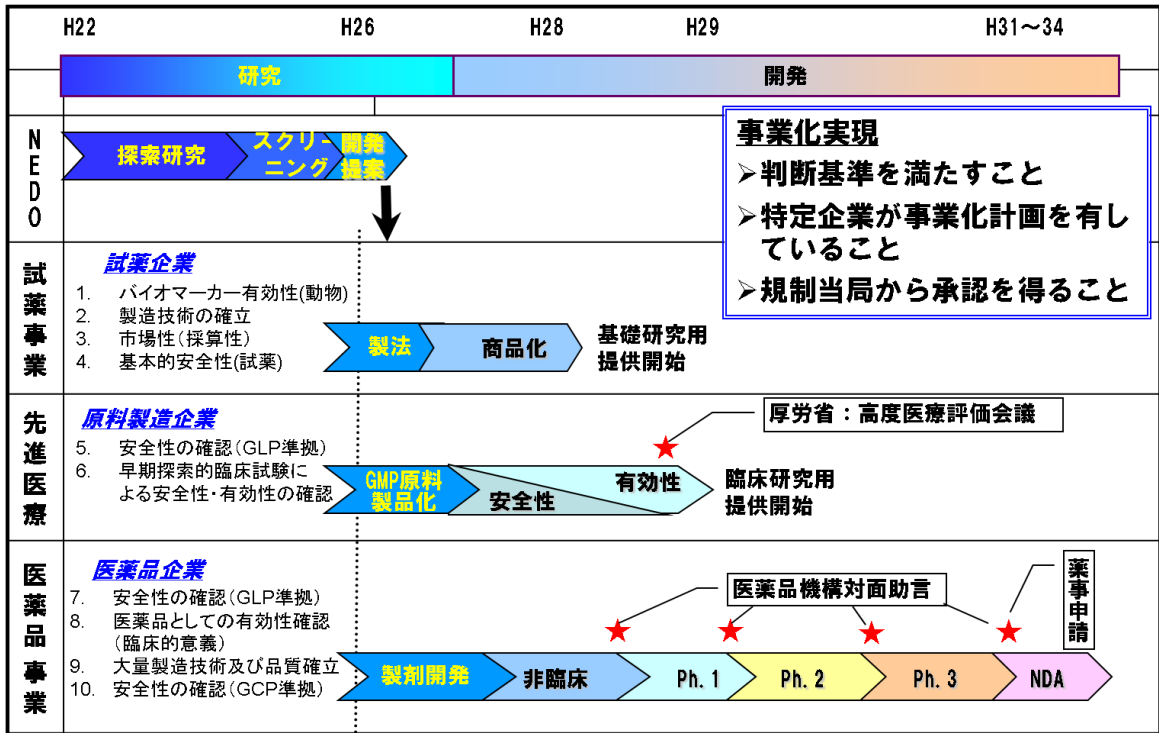 H22 H26 H28 H29 H31～34
研究 開発
NEDO
探索研究
スクリー
ニング
開発
提案
事業化実現
➢判断基準を満たすこと
➢特定企業が事業化計画を有し
ていること
➢規制当局から承認を得ること
試薬事業
試薬企業
1. バイオマーカー有効性(動物)
2. 製造技術の確立
3. 市場性(採算性)
4. 基本的安全性(試薬)
製法
商品化
基礎研究用
提供開始
先進医療
原料製造企業
5. 安全性の確認(GLP準拠)
6. 早期探索的臨床試験に
よる安全性・有効性の確認
GMP原料
製品化
安全性
有効性
厚労省：高度医療評価会議
臨床研究用
提供開始
医薬品事業
医薬品企業
7. 安全性の確認(GLP準拠)
8. 医薬品としての有効性確認
(臨床的意義)
9. 大量製造技術及び品質確立
10. 安全性の確認(GCP準拠)
医薬品機構対面助言
薬事申請
製剤開発
非臨床
Ph. 1
Ph. 2
Ph. 3
NDA